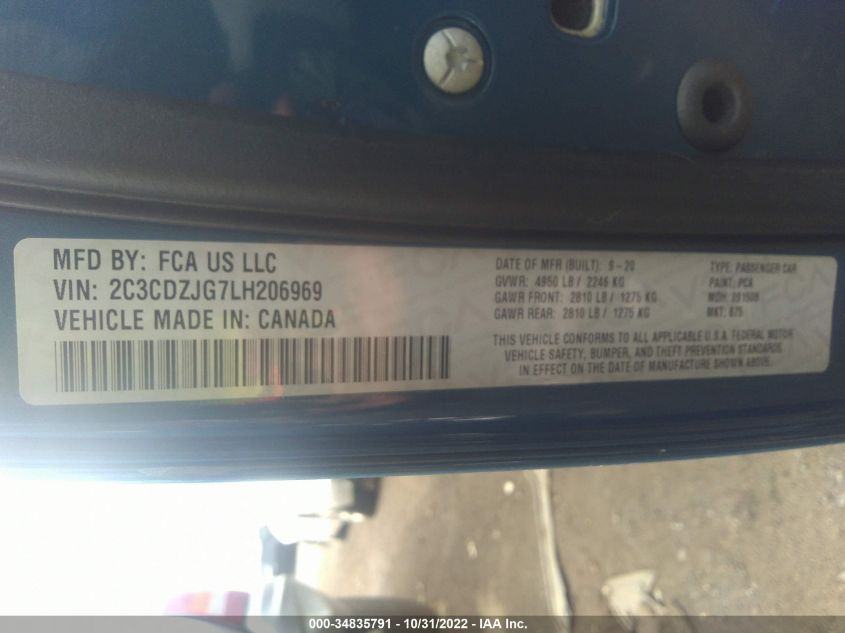 MFD BY: FCA US LLC
VIN: 2C3CDZJG7LH206969
VEHICLE MADE IN: CANADA
DATE OF MFR (BUILT): 9-20
GVWR: 4950 LB / 2246 KG
GAWR FRONT: 2810 LB / 1275 KG
GAWR REAR: 2810 LB / 1275 KG
TYPE: PASSENGER CAR
PAINT: PCA
MDH:
MKT:
THIS VEHICLE CONFORMS TO ALL APPLICABLE U.S.A. FEDERAL MOTOR
VEHICLE SAFETY, BUMPER, AND THEFT PREVENTION STANDARDS
IN EFFECT ON THE DATE OF MANUFACTURE SHOWN ABOVE.
000-34835791 - 10/31/2022 - IAA Inc.